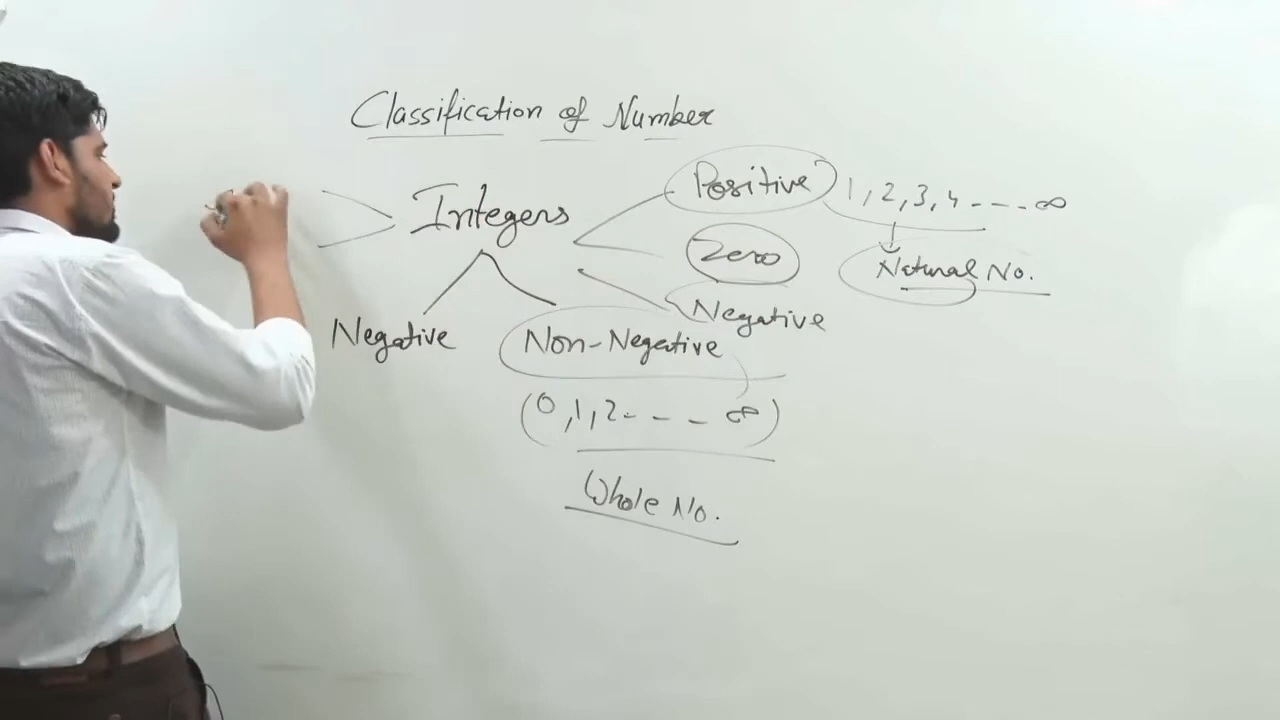 Classification of Number
Integers
Positive 1, 2, 3, 4 - - - - ∞
Zero
Natural No.
Negative
Negative
Non-Negative
(0, 1, 2 - - - ∞)
Whole No.